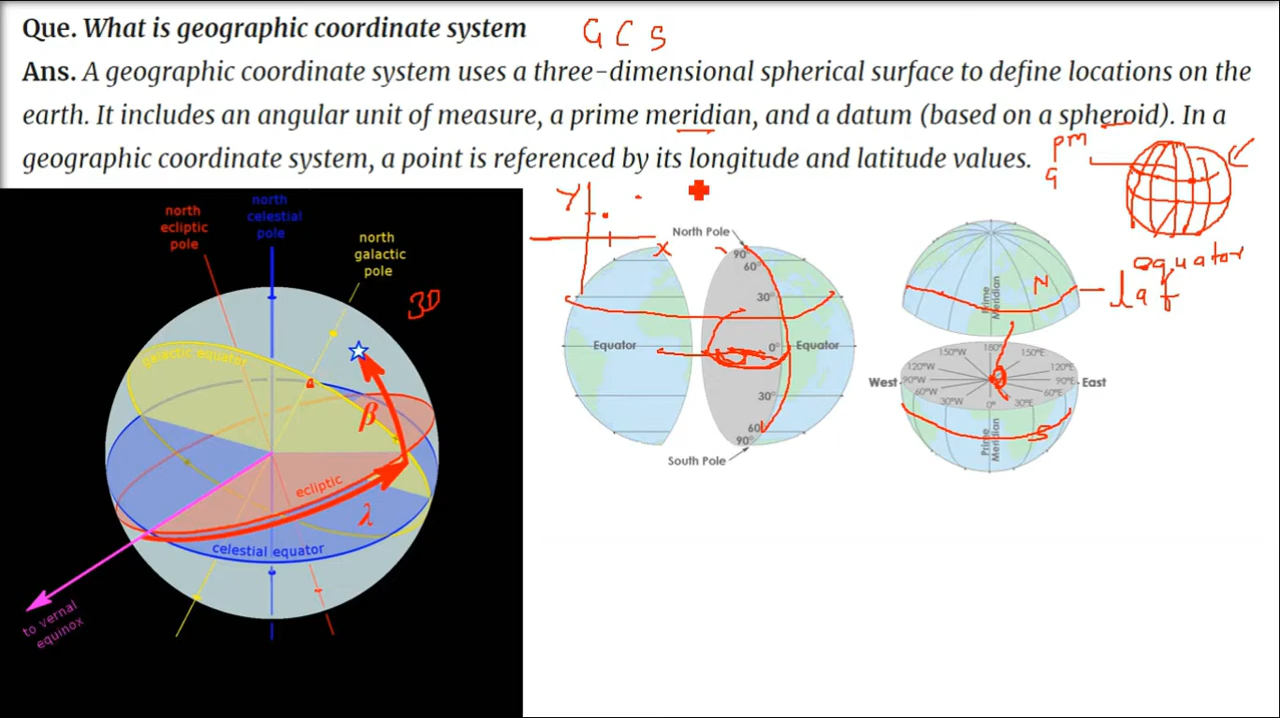 Que. What is geographic coordinate system
G C S
Ans. A geographic coordinate system uses a three-dimensional spherical surface to define locations on the
earth. It includes an angular unit of measure, a prime meridian, and a datum (based on a spheroid). In a
geographic coordinate system, a point is referenced by its longitude and latitude values.
pm
north
ecliptic
pole
north
celestial
pole
north
galactic
pole
3D
galactic equator
β
ecliptic
λ
celestial equator
to vernal
equinox
y
x
North Pole
90°
60°
30°
Equator
0°
Equator
30°
60
90°
South Pole
equator
N
Prime
Meridian
180°
150°W
150°E
120°W
120°E
West
90°W
90°E
East
60°W
60°E
30°W
0°
30°E
Prime
Meridian
S